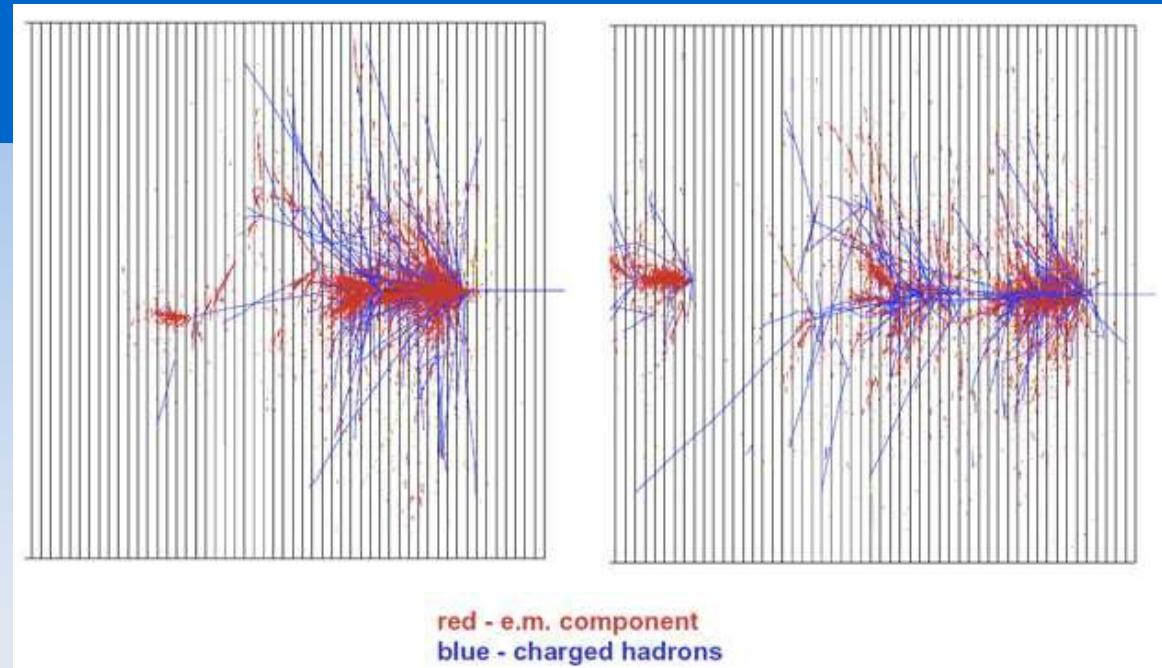 red - e.m. component
blue - charged hadrons